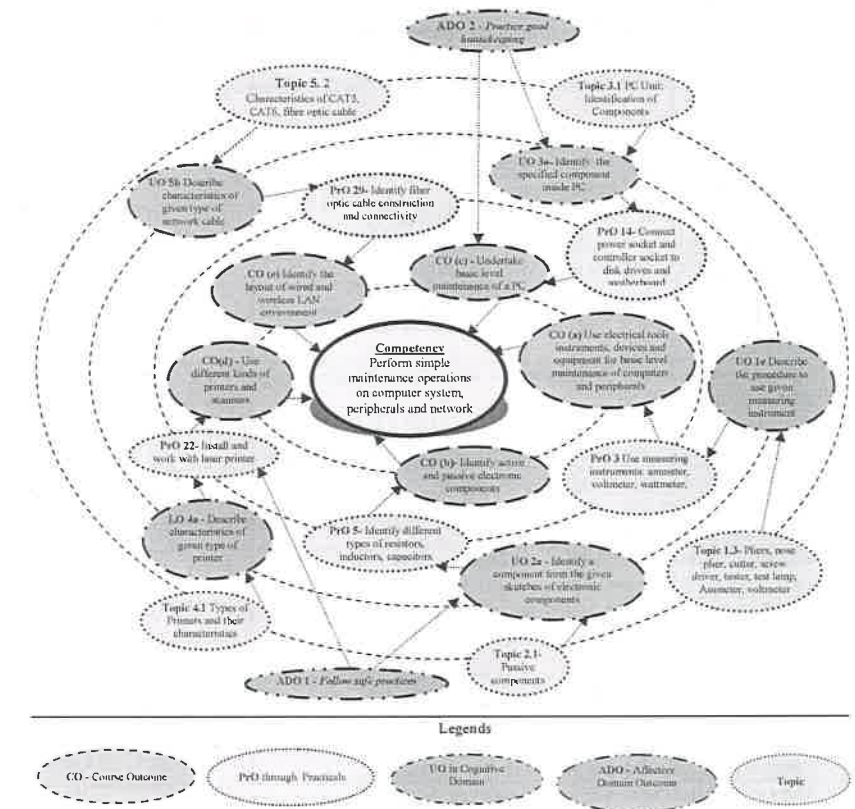 ADO 2 - Practice good
housekeeping
Topic 5. 2
Characteristics of CAT5,
CAT6, fibre optic cable
Topic 3.1 PC Unit:
Identification of
Components
UO 5b Describe
characteristics of
given type of
network cable
PrO 29- Identify fiber
optic cable construction
and connectivity
UO 3a- Identify the
specified component
inside PC
PrO 14- Connect
power socket and
controller socket to
disk drives and
motherboard
CO (e) Identify the
layout of wired and
wireless LAN
environment
CO (c) - Undertake
basic level
maintenance of a PC
Competency
Perform simple
maintenance operations
on computer system,
peripherals and network
CO (a) Use electrical tools
instruments, devices and
equipment for basic level
maintenance of computers
and peripherals
UO 1e Describe
the procedure to
use given
measuring
instrument
CO(d) - Use
different kinds of
printers and
scanners
PrO 22- Install and
work with laser printer
CO (b)- Identify active
and passive electronic
components
PrO 3 Use measuring
instruments: ammeter,
voltmeter, wattmeter,
UO 4a - Describe
characteristics of
given type of
printer
PrO 5- Identify different
types of resistors,
inductors, capacitors
UO 2a - Identify a
component from the given
sketches of electronic
components
Topic 1.3- Pliers, nose
plier, cutter, screw
driver, tester, test lamp,
Ammeter, voltmeter
Topic 4.1 Types of
Printers and their
characteristics
Topic 2.1-
Passive
components
ADO 1 - Follow safe practices
Legends
CO - Course Outcome
PrO through Practicals
UO in Cognitive
Domain
ADO - Affective
Domain Outcome
Topic